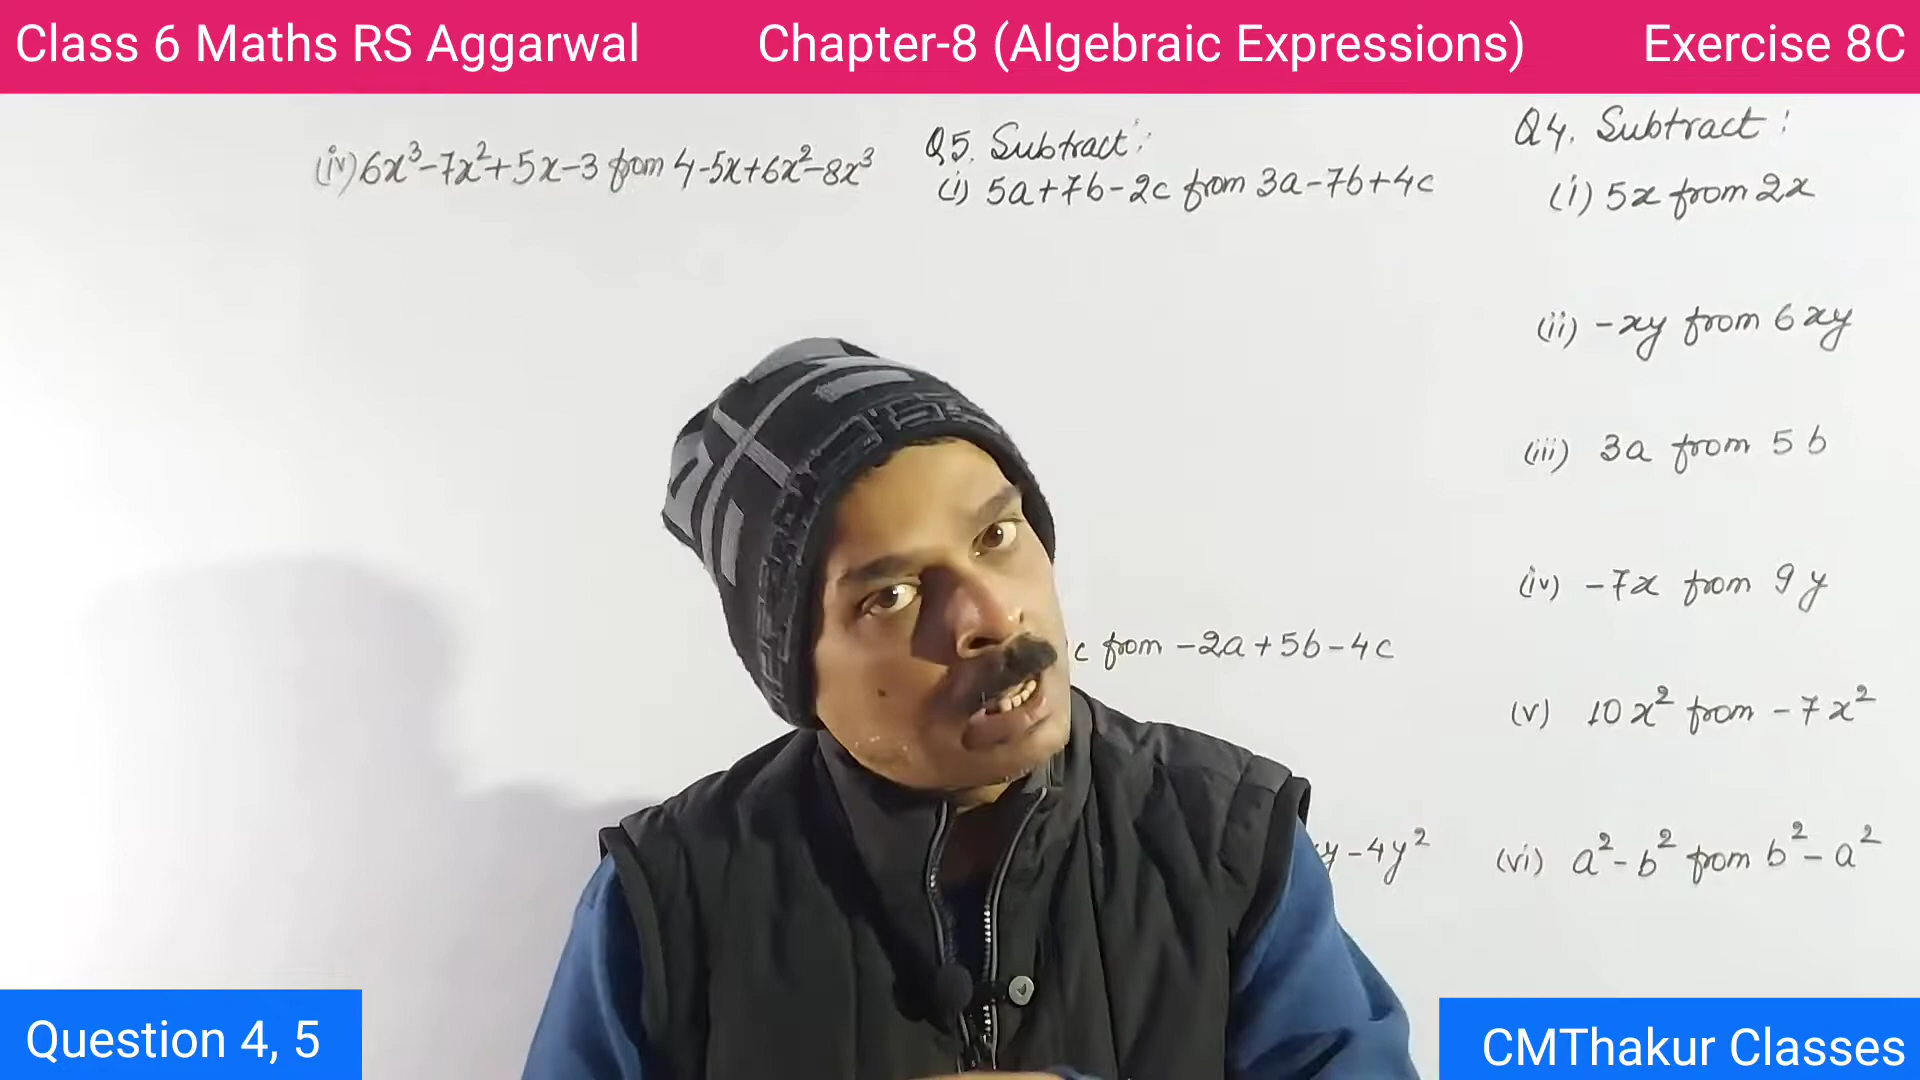 Class 6 Maths RS Aggarwal Chapter-8 (Algebraic Expressions) Exercise 8C
Q4. Subtract:
(i) 5x from 2x
(ii) -xy from 6xy
(iii) 3a from 5b
(iv) -7x from 9y
(v) 10x² from -7x²
(vi) a²-b² from b²-a²
Q5. Subtract:
(i) 5a+7b-2c from 3a-7b+4c
c from -2a+5b-4c
y-4y²
(iv) 6x³-7x²+5x-3 from 4-5x+6x²-8x³
Question 4, 5
CMThakur Classes